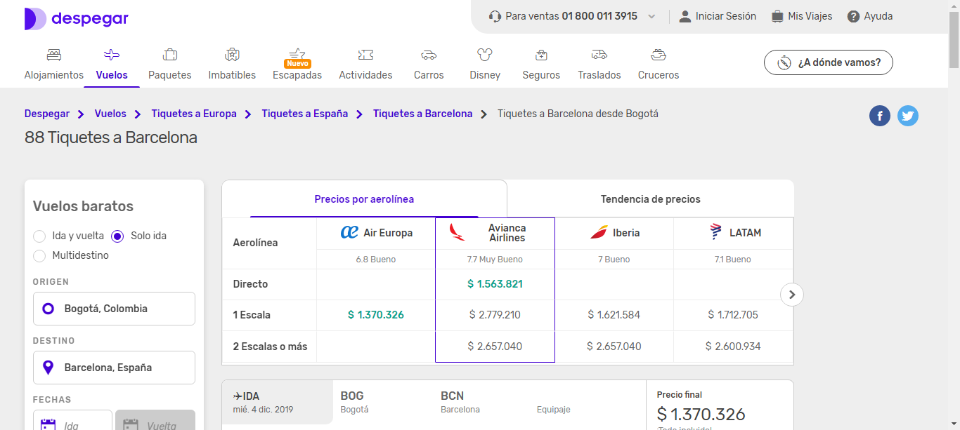 despegar
Para ventas 01 800 011 3915
Iniciar Sesión
Mis Viajes
Ayuda
Alojamientos
Vuelos
Paquetes
Imbatibles
Nuevo
Escapadas
Actividades
Carros
Disney
Seguros
Traslados
Cruceros
¿A dónde vamos?
Despegar
Vuelos
Tiquetes a Europa
Tiquetes a España
Tiquetes a Barcelona
Tiquetes a Barcelona desde Bogotá
88 Tiquetes a Barcelona
Vuelos baratos
Ida y vuelta
Solo ida
Multidestino
ORIGEN
Bogotá, Colombia
DESTINO
Barcelona, España
FECHAS
Ida
Vuelta
Precios por aerolínea
Tendencia de precios
Aerolínea
Air Europa
Avianca
Airlines
Iberia
LATAM
6.8 Bueno
7.7 Muy Bueno
7 Bueno
7.1 Bueno
Directo
$ 1.563.821
1 Escala
$ 1.370.326
$ 2.779.210
$ 1.621.584
$ 1.712.705
2 Escalas o más
$ 2.657.040
$ 2.657.040
$ 2.600.934
IDA
mié. 4 dic. 2019
BOG
Bogotá
BCN
Barcelona
Equipaje
Precio final
$ 1.370.326